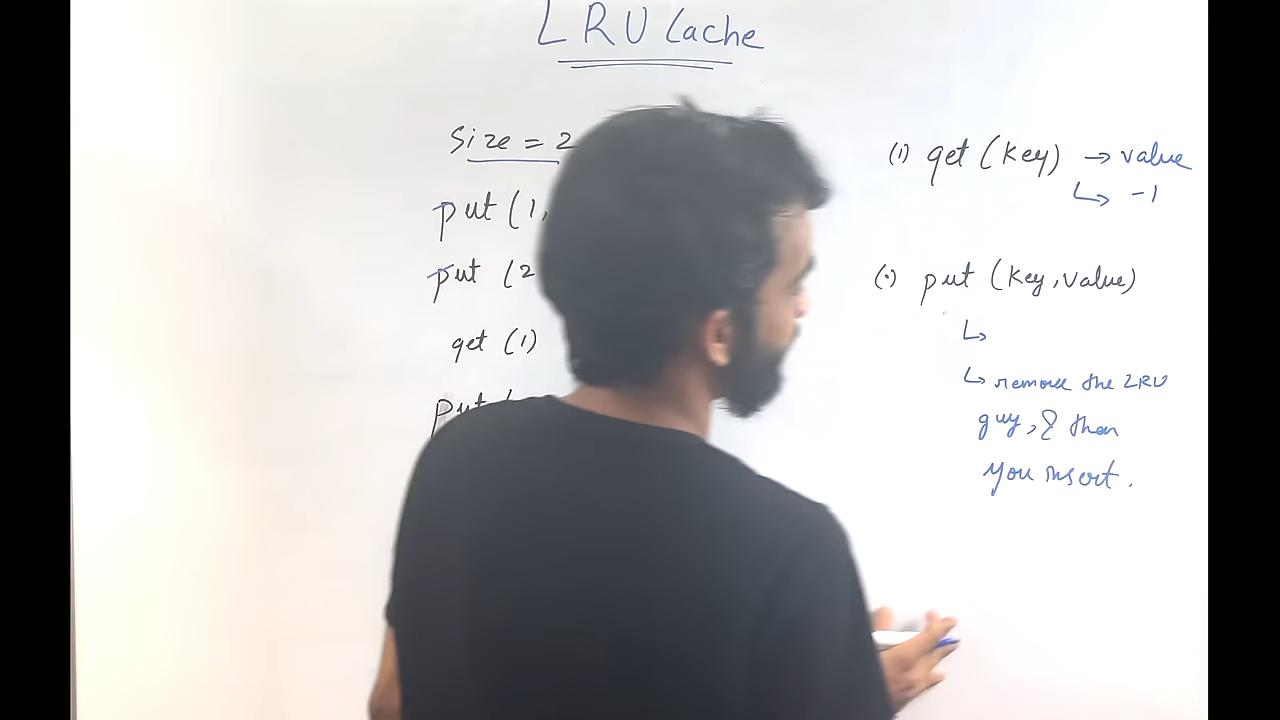 LRU Cache
Size = 2
put (1,
put (2
get (1)
put (
(1) get (key) → value
↳ -1
(•) put (key, value)
↳
↳ remove the LRU
guy, & then
you insert.